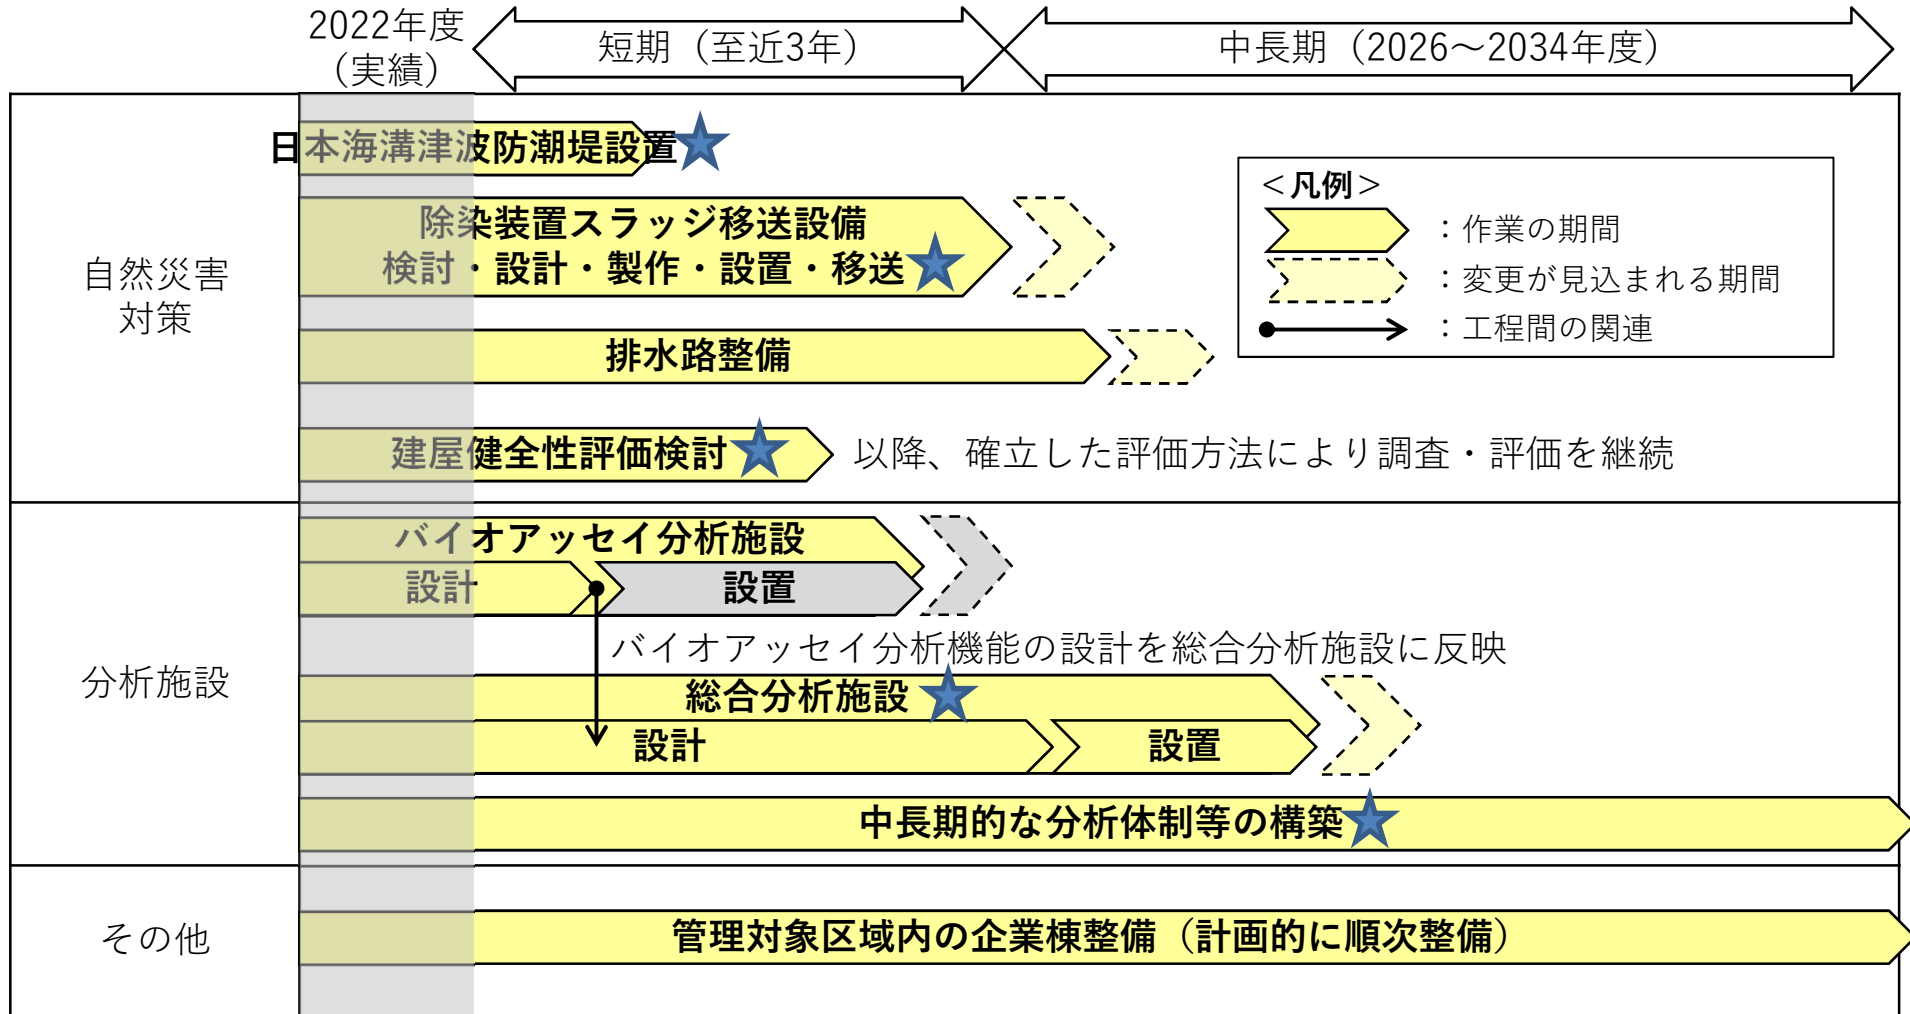 2022年度
（実績）
短期（至近3年）
中長期（2026～2034年度）
自然災害
対策
日本海溝津波防潮堤設置
除染装置スラッジ移送設備
検討・設計・製作・設置・移送
排水路整備
建屋健全性評価検討
以降、確立した評価方法により調査・評価を継続
＜凡例＞
：作業の期間
：変更が見込まれる期間
：工程間の関連
分析施設
バイオアッセイ分析施設
設計
設置
バイオアッセイ分析機能の設計を総合分析施設に反映
総合分析施設
設計
設置
中長期的な分析体制等の構築
その他
管理対象区域内の企業棟整備（計画的に順次整備）